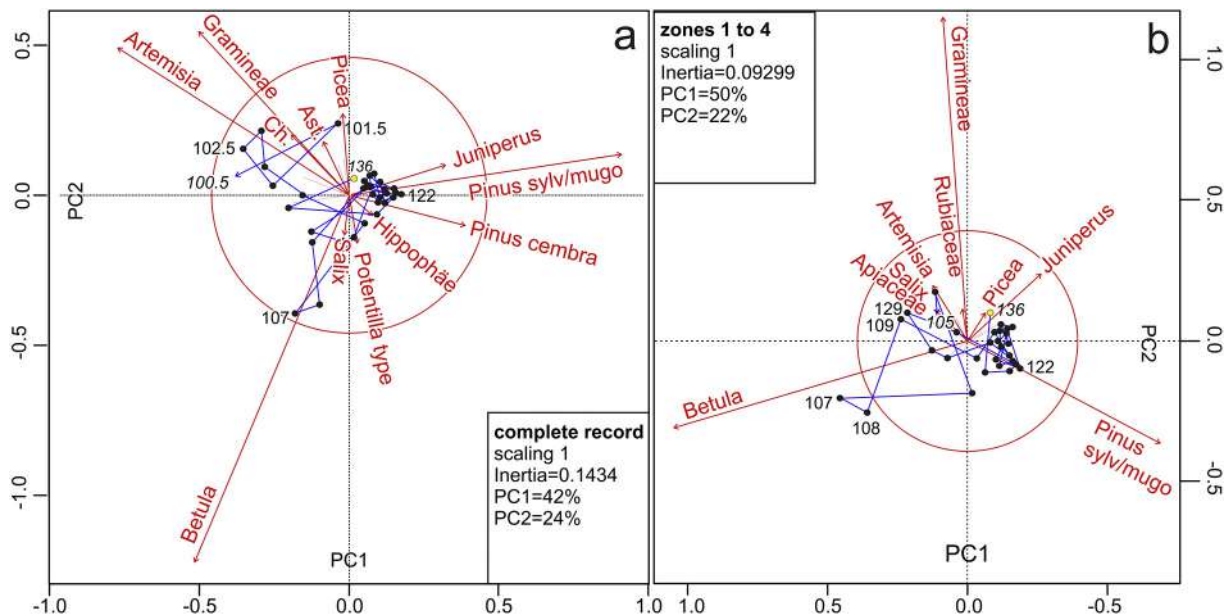 a
Artemisia
Gramineae
Picea
Ch.
Ast.
Juniperus
Pinus sylv/mugo
Pinus cembra
Hippophäe
Potentilla type
Salix
Betula
102.5
101.5
100.5
136
122
107
complete record
scaling 1
Inertia=0.1434
PC1=42%
PC2=24%
PC2
PC1
0.5
0.0
-0.5
-1.0
-1.0
-0.5
0.0
0.5
1.0
b
zones 1 to 4
scaling 1
Inertia=0.09299
PC1=50%
PC2=22%
Gramineae
Rubiaceae
Artemisia
Salix
Apiaceae
Picea
Juniperus
Betula
Pinus
sylv/mugo
129
109
105
136
122
107
108
PC2
PC1
1.0
0.5
0.0
-0.5
1.0
0.5
0.0
-0.5